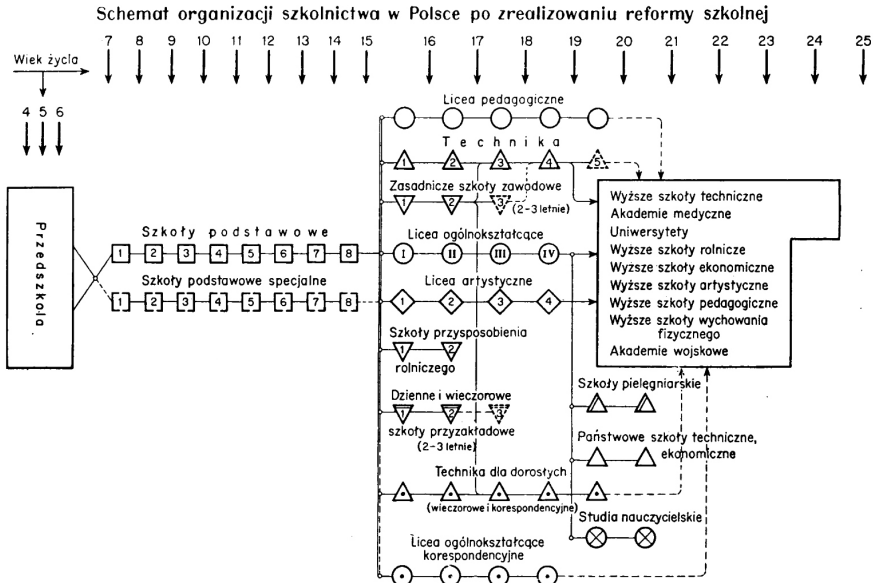 Schemat organizacji szkolnictwa w Polsce po zrealizowaniu reformy szkolnej
7 8 9 10 11 12 13 14 15 16 17 18 19 20 21 22 23 24 25
Wiek życia
4 5 6
Przedszkola
Szkoły podstawowe
1 2 3 4 5 6 7 8
Szkoły podstawowe specjalne
1 2 3 4 5 6 7 8
Licea pedagogiczne
Technika
1 2 3 4 5
Zasadnicze szkoły zawodowe
1 2 3 (2-3 letnie)
Licea ogólnokształcące
I II III IV
Licea artystyczne
1 2 3 4
Szkoły przysposobienia
1 2
rolniczego
Dzienne i wieczorowe
1 2 3
szkoły przyzakładowe
(2-3 letnie)
Technika dla dorosłych
(wieczorowe i korespondencyjne)
Licea ogólnokształcące
korespondencyjne
Wyższe szkoły techniczne
Akademie medyczne
Uniwersytety
Wyższe szkoły rolnicze
Wyższe szkoły ekonomiczne
Wyższe szkoły artystyczne
Wyższe szkoły pedagogiczne
Wyższe szkoły wychowania
fizycznego
Akademie wojskowe
Szkoły pielęgniarskie
Państwowe szkoły techniczne,
ekonomiczne
Studia nauczycielskie